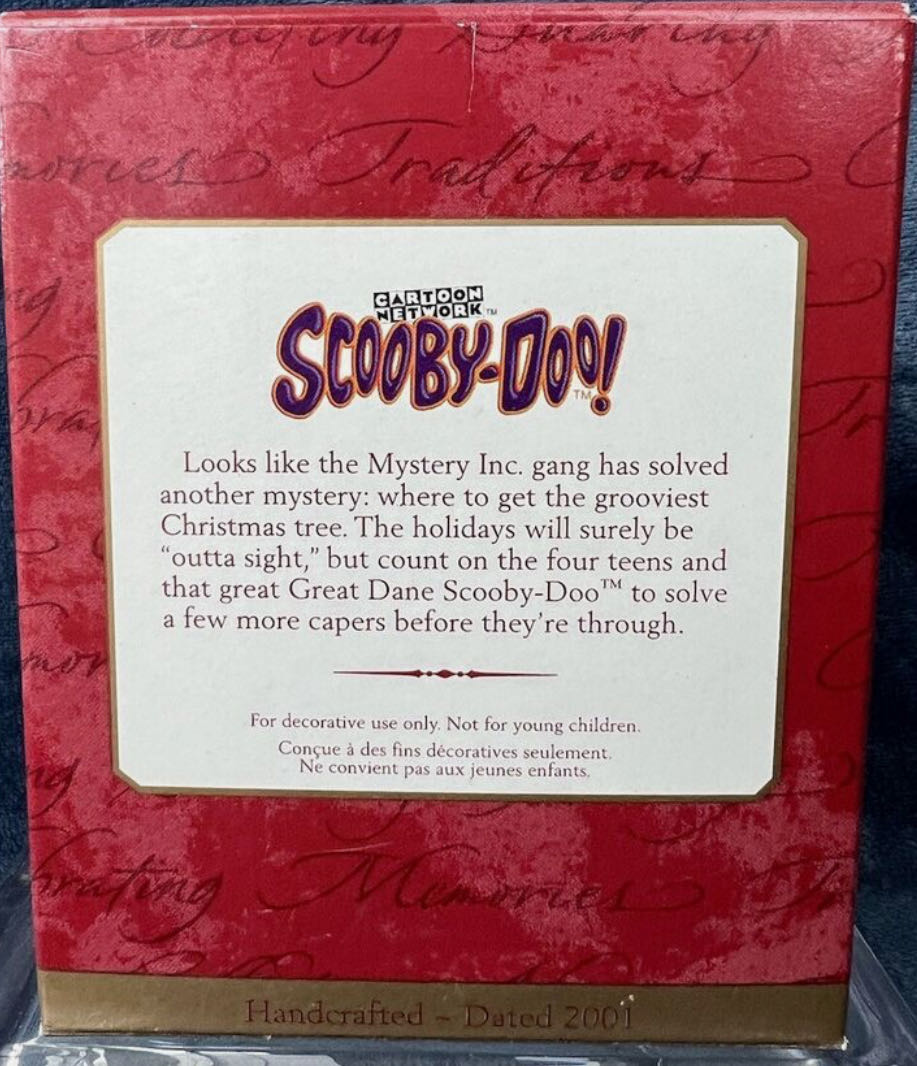 Traditions
CARTOON
NETWORK™
SCOOBY-DOO!™
Looks like the Mystery Inc. gang has solved
another mystery: where to get the grooviest
Christmas tree. The holidays will surely be
“outta sight,” but count on the four teens and
that great Great Dane Scooby-Doo™ to solve
a few more capers before they’re through.
For decorative use only. Not for young children.
Conçue à des fins décoratives seulement.
Ne convient pas aux jeunes enfants.
Memories
Handcrafted ~ Dated 2001